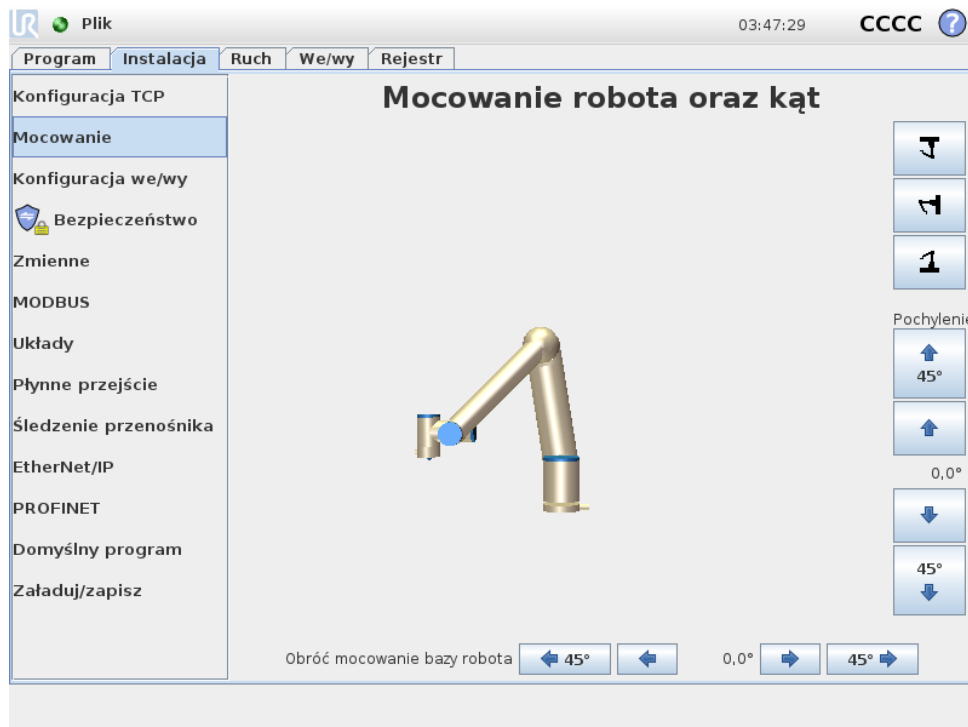 UR Plik 03:47:29 CCCC ?
Program Instalacja Ruch We/wy Rejestr
Konfiguracja TCP
Mocowanie
Konfiguracja we/wy
Bezpieczeństwo
Zmienne
MODBUS
Układy
Płynne przejście
Śledzenie przenośnika
EtherNet/IP
PROFINET
Domyślny program
Załaduj/zapisz
Mocowanie robota oraz kąt
Pochylenie
45°
0,0°
45°
Obróć mocowanie bazy robota 45° 0,0° 45°